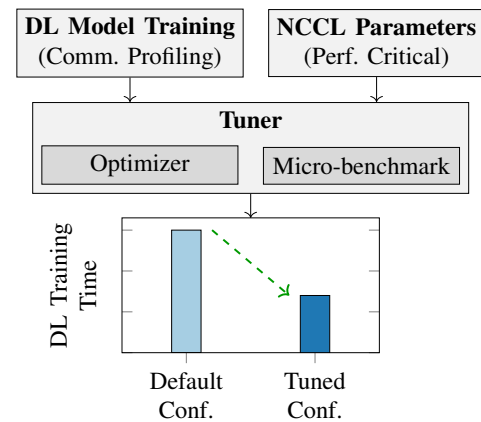 DL Model Training
(Comm. Profiling)
NCCL Parameters
(Perf. Critical)
Tuner
Optimizer
Micro-benchmark
DL Training
Time
Default
Conf.
Tuned
Conf.